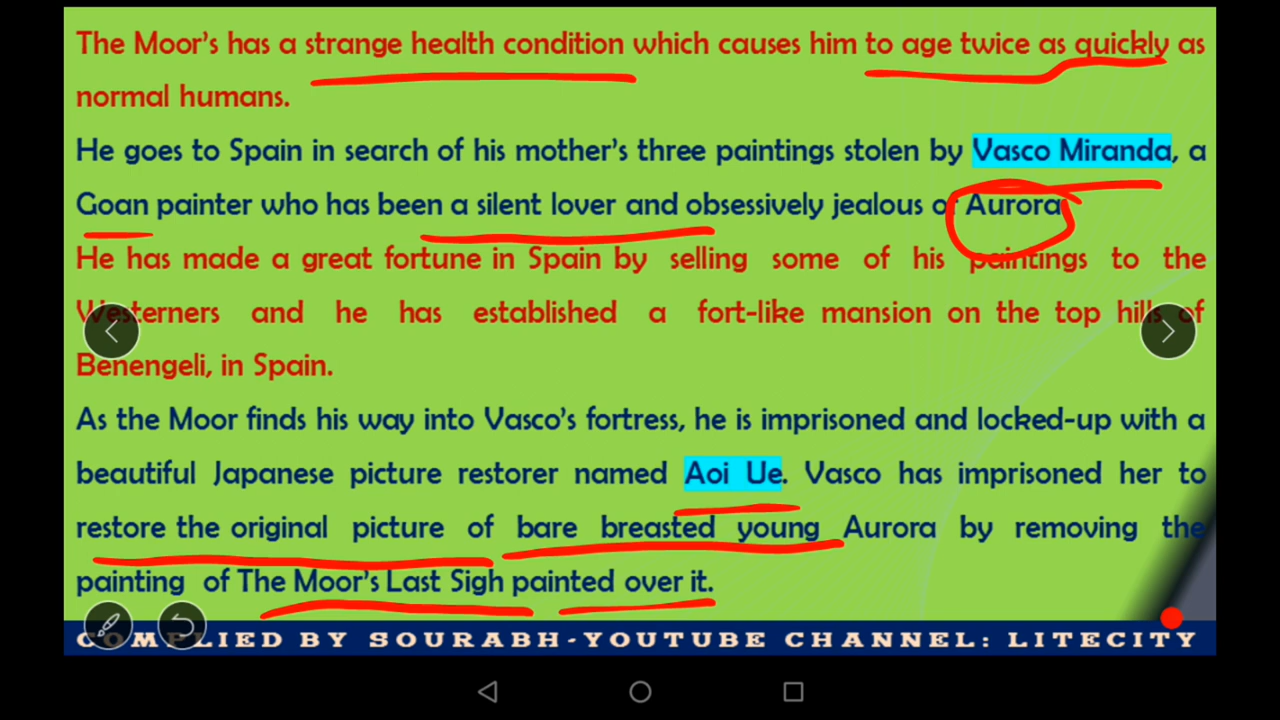 The Moor's has a strange health condition which causes him to age twice as quickly as
normal humans.
He goes to Spain in search of his mother's three paintings stolen by Vasco Miranda, a
Goan painter who has been a silent lover and obsessively jealous of Aurora
He has made a great fortune in Spain by selling some of his paintings to the
Westerners and he has established a fort-like mansion on the top hills of
Benengeli, in Spain.
As the Moor finds his way into Vasco's fortress, he is imprisoned and locked-up with a
beautiful Japanese picture restorer named Aoi Ue. Vasco has imprisoned her to
restore the original picture of bare breasted young Aurora by removing the
painting of The Moor's Last Sigh painted over it.
COMPLIED BY SOURABH-YOUTUBE CHANNEL: LITECITY